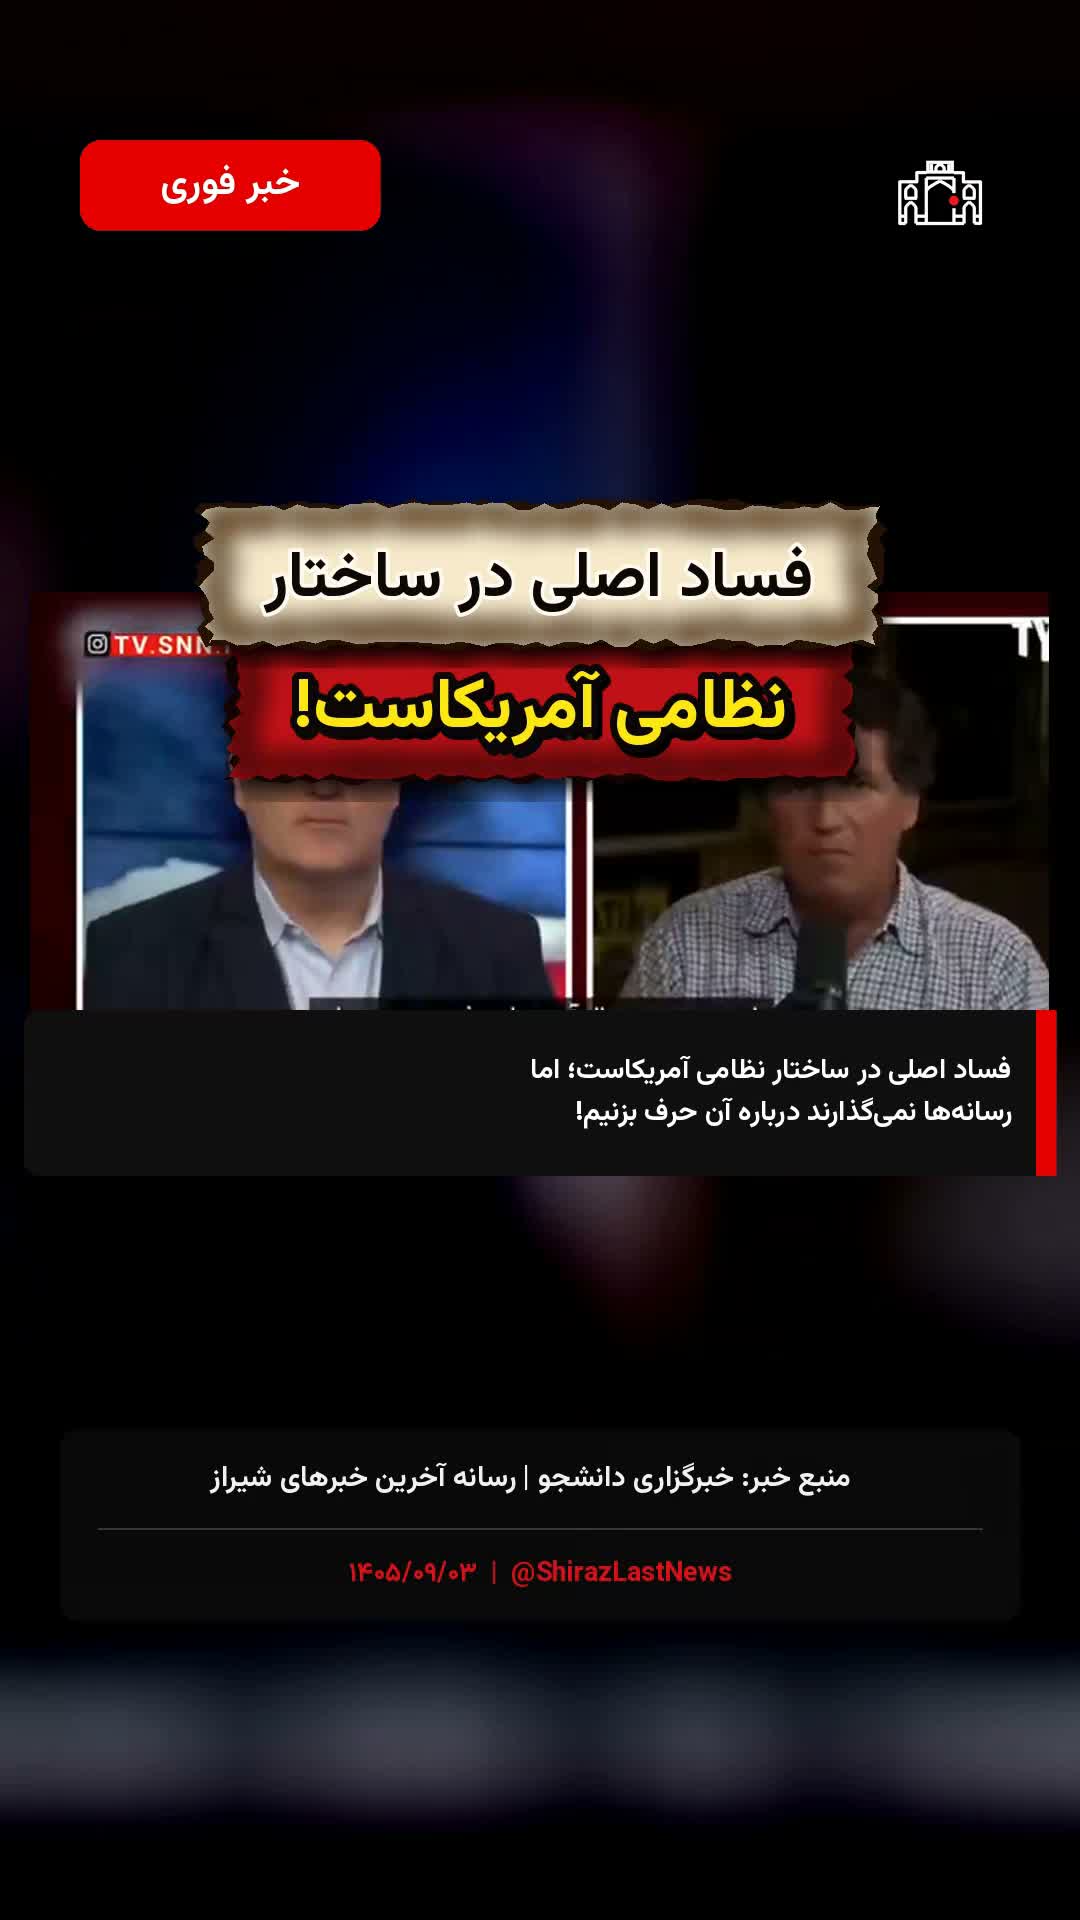 خبر فوری
فساد اصلی در ساختار
نظامی آمریکاست!
TV.SNN.
فساد اصلی در ساختار نظامی آمریکاست؛ اما
رسانه‌ها نمی‌گذارند درباره آن حرف بزنیم!
منبع خبر: خبرگزاری دانشجو | رسانه آخرین خبرهای شیراز
۱۴۰۵/۰۹/۰۳ | @ShirazLastNews